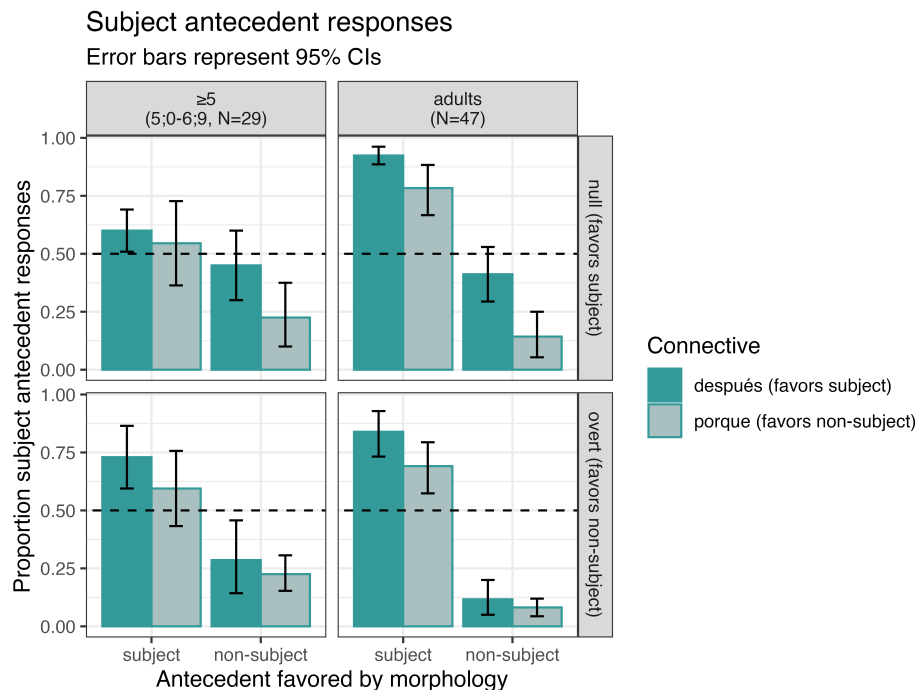 Subject antecedent responses
Error bars represent 95% CIs
≥5
(5;0-6;9, N=29)
adults
(N=47)
Proportion subject antecedent responses
1.00
0.75
0.50
0.25
0.00
null (favors subject)
1.00
0.75
0.50
0.25
0.00
overt (favors non-subject)
subject
non-subject
subject
non-subject
Antecedent favored by morphology
Connective
después (favors subject)
porque (favors non-subject)